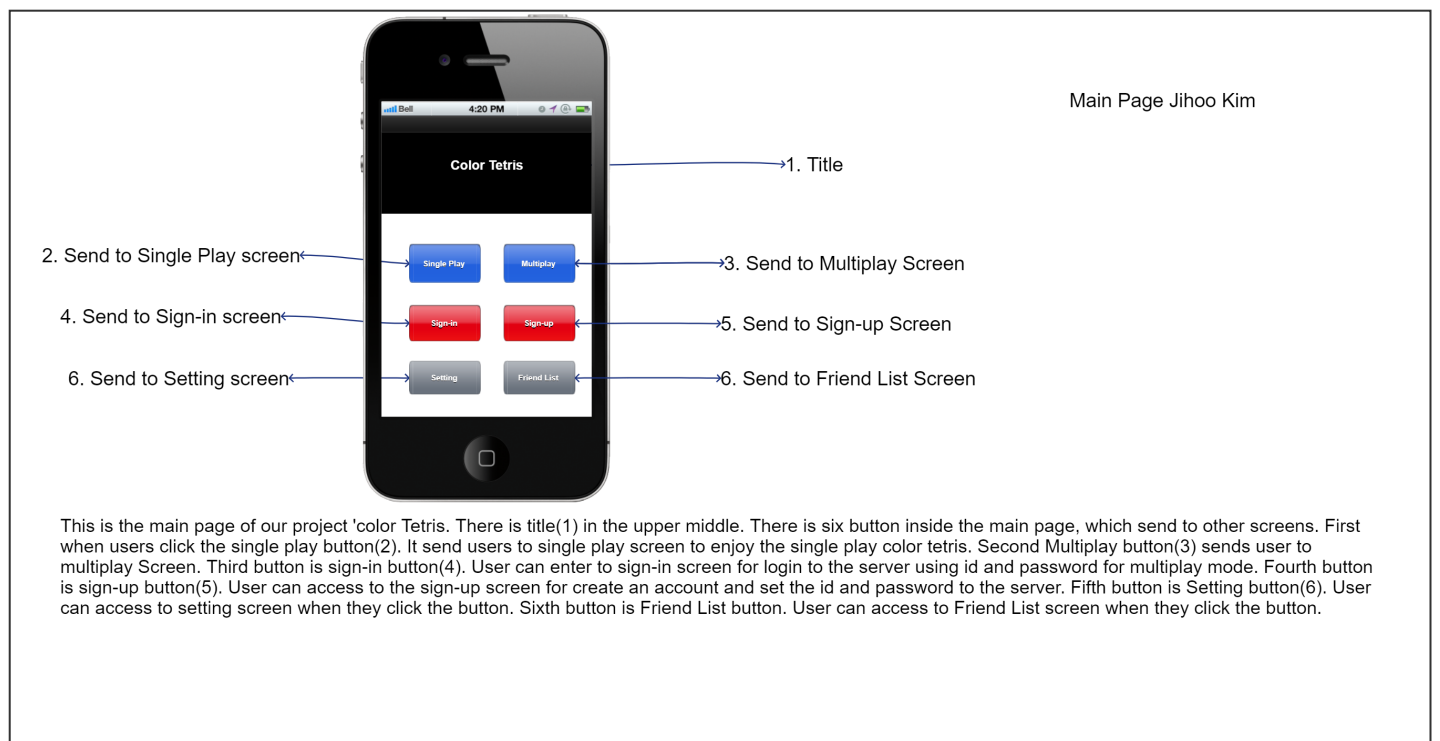 Bell 4:20 PM
Main Page Jihoo Kim
Color Tetris
1. Title
2. Send to Single Play screen
Single Play
Multiplay
3. Send to Multiplay Screen
4. Send to Sign-in screen
Sign-in
Sign-up
5. Send to Sign-up Screen
6. Send to Setting screen
Setting
Friend List
6. Send to Friend List Screen
This is the main page of our project 'color Tetris. There is title(1) in the upper middle. There is six button inside the main page, which send to other screens. First
when users click the single play button(2). It send users to single play screen to enjoy the single play color tetris. Second Multiplay button(3) sends user to
multiplay Screen. Third button is sign-in button(4). User can enter to sign-in screen for login to the server using id and password for multiplay mode. Fourth button
is sign-up button(5). User can access to the sign-up screen for create an account and set the id and password to the server. Fifth button is Setting button(6). User
can access to setting screen when they click the button. Sixth button is Friend List button. User can access to Friend List screen when they click the button.